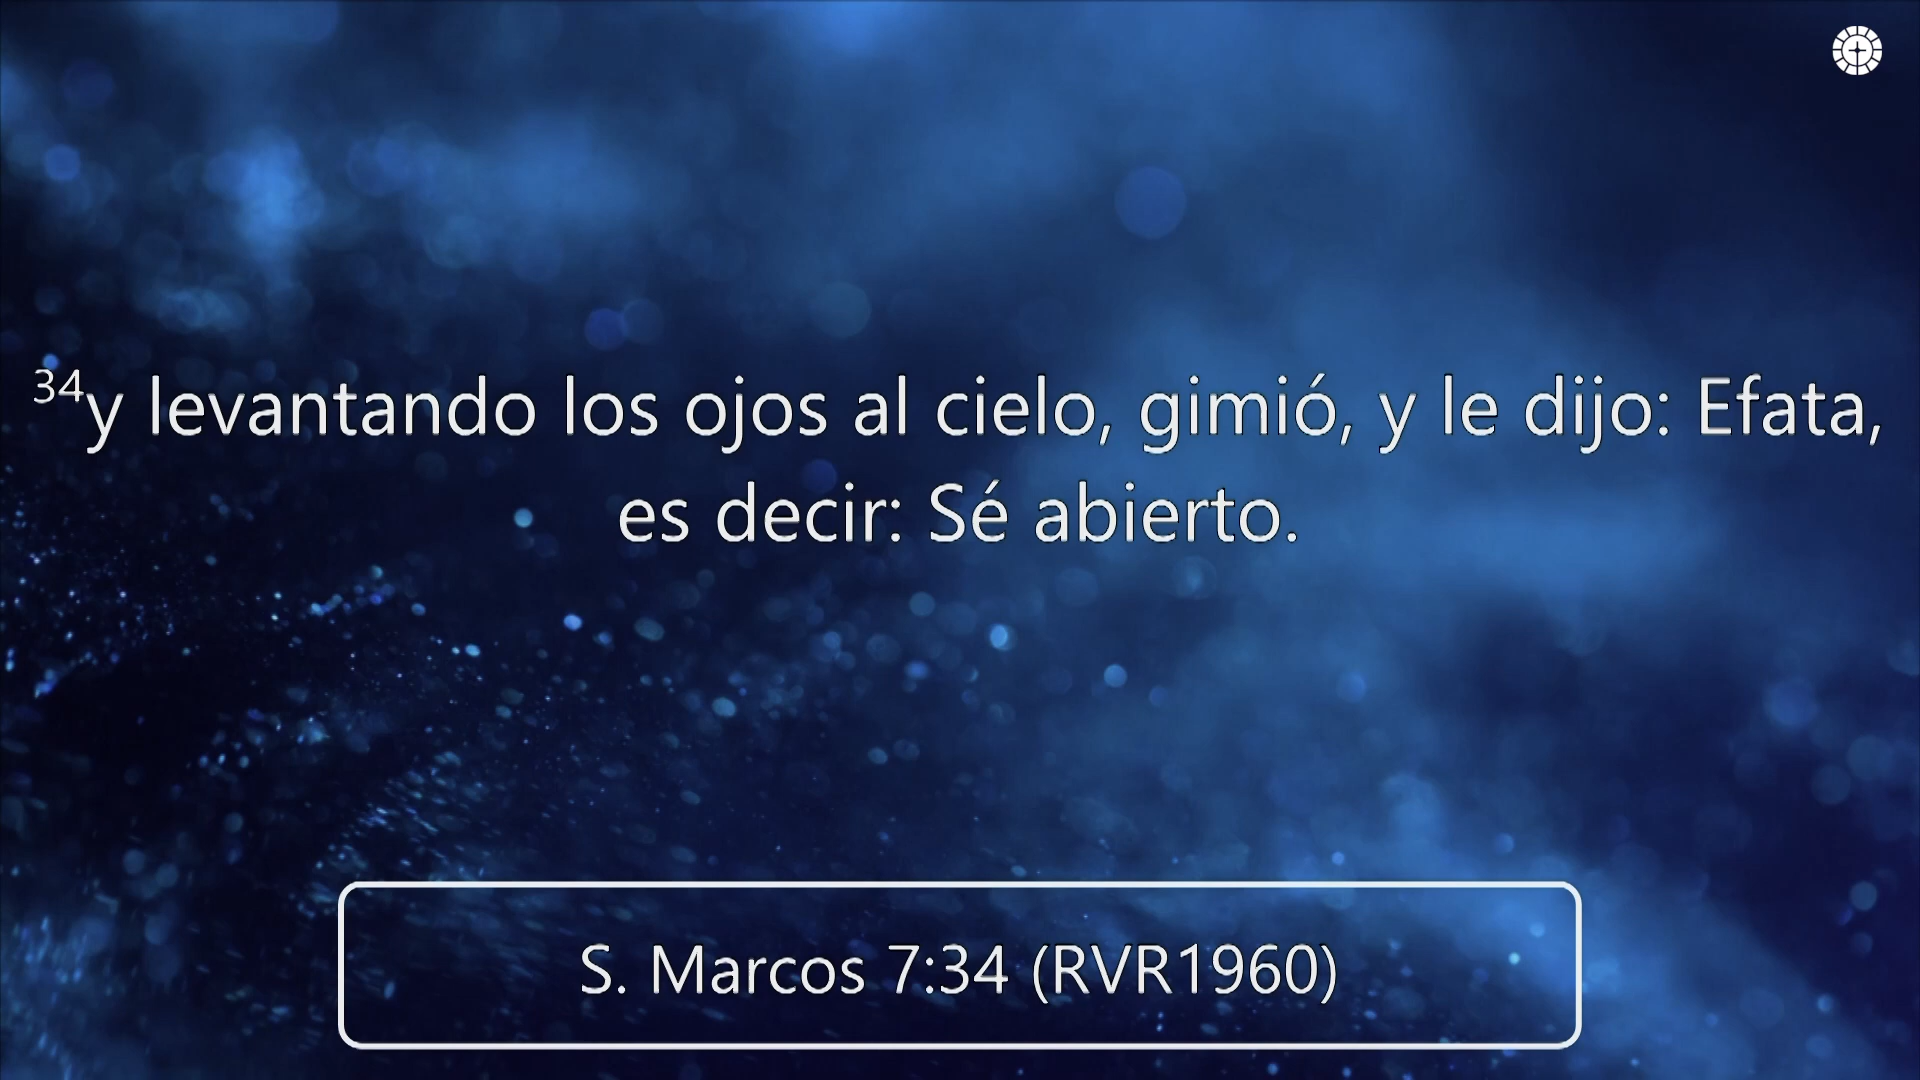 34y levantando los ojos al cielo, gimió, y le dijo: Efata,
es decir: Sé abierto.
S. Marcos 7:34 (RVR1960)